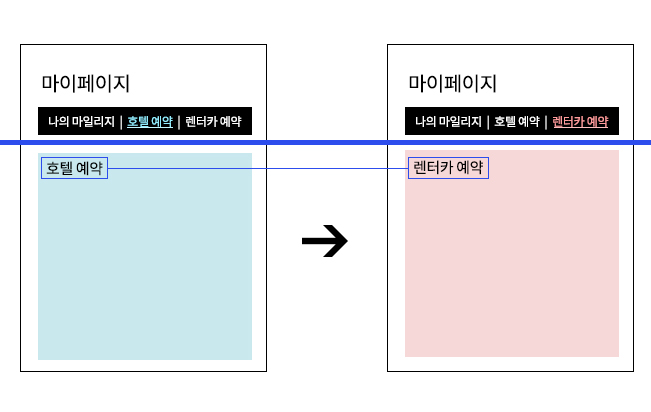 마이페이지
나의 마일리지 | 호텔 예약 | 렌터카 예약
호텔 예약
마이페이지
나의 마일리지 | 호텔 예약 | 렌터카 예약
렌터카 예약